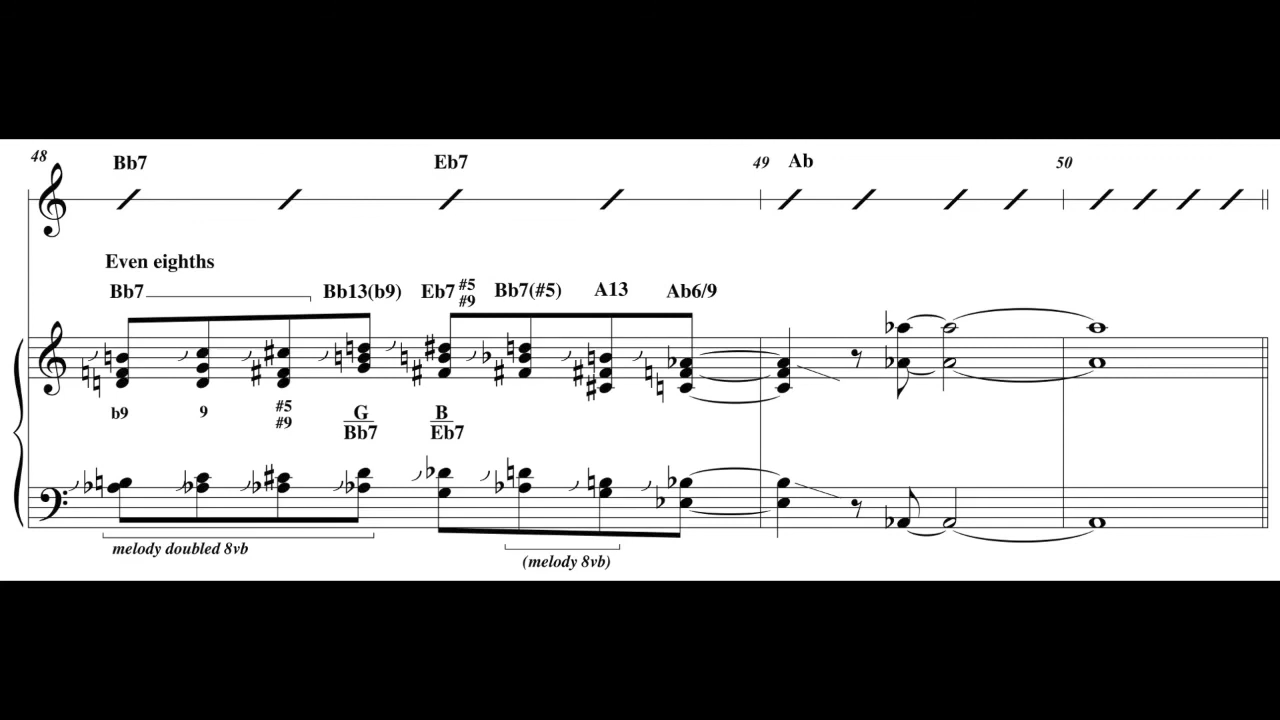 48 Bb7 Eb7 49 Ab 50
Even eighths
Bb7 Bb13(b9) Eb7 #5 #9 Bb7(#5) A13 Ab6/9
b9 9 #5 #9 G B
Bb7 Eb7
melody doubled 8vb
(melody 8vb)